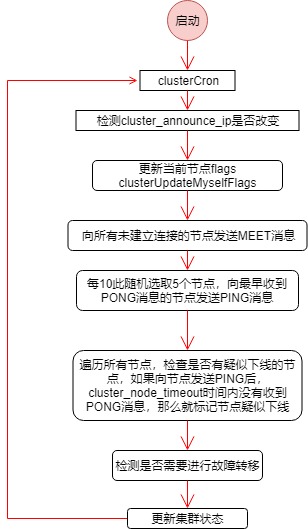 启动
clusterCron
检测cluster_announce_ip是否改变
更新当前节点flags
clusterUpdateMyselfFlags
向所有未建立连接的节点发送MEET消息
每10此随机选取5个节点，向最早收到
PONG消息的节点发送PING消息
遍历所有节点，检查是否有疑似下线的节
点，如果向节点发送PING后，
cluster_node_timeout时间内没有收到
PONG消息，那么就标记节点疑似下线
检测是否需要进行故障转移
更新集群状态